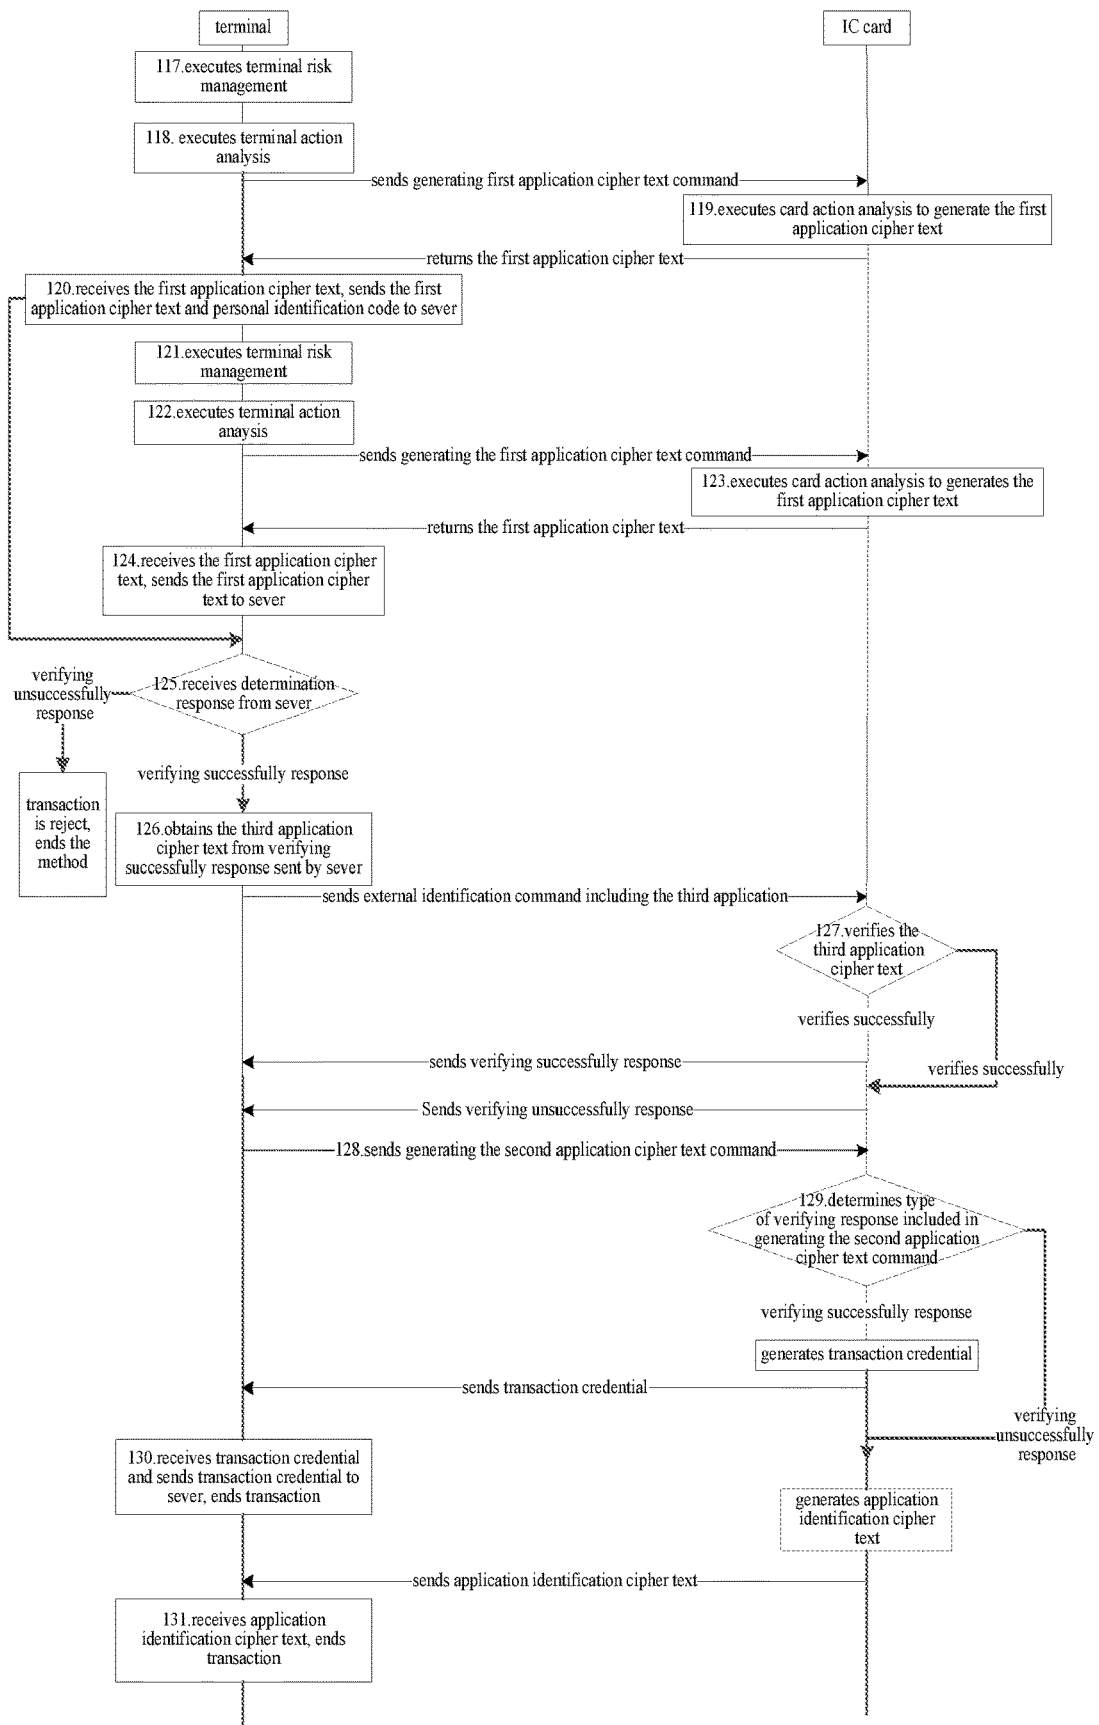 terminal
IC card
117.executes terminal risk
management
118. executes terminal action
analysis
sends generating first application cipher text command
119.executes card action analysis to generate the first
application cipher text
returns the first application cipher text
120.receives the first application cipher text, sends the first
application cipher text and personal identification code to sever
121.executes terminal risk
management
122.executes terminal action
anaysis
sends generating the first application cipher text command
123.executes card action analysis to generates the
first application cipher text
returns the first application cipher text
124.receives the first application cipher
text, sends the first application cipher
text to sever
verifying
unsuccessfully
response
125.receives determination
response from sever
verifying successfully response
transaction
is reject,
ends the
method
126.obtains the third application
cipher text from verifying
successfully response sent by sever
sends external identification command including the third application
127.verifies the
third application
cipher text
verifies successfully
sends verifying successfully response
verifies successfully
Sends verifying unsuccessfully response
128.sends generating the second application cipher text command
129.determines type
of verifying response included in
generating the second application
cipher text command
verifying successfully response
generates transaction credential
sends transaction credential
verifying
unsuccessfully
response
130.receives transaction credential
and sends transaction credential to
sever, ends transaction
generates application
identification cipher
text
sends application identification cipher text
131.receives application
identification cipher text, ends
transaction